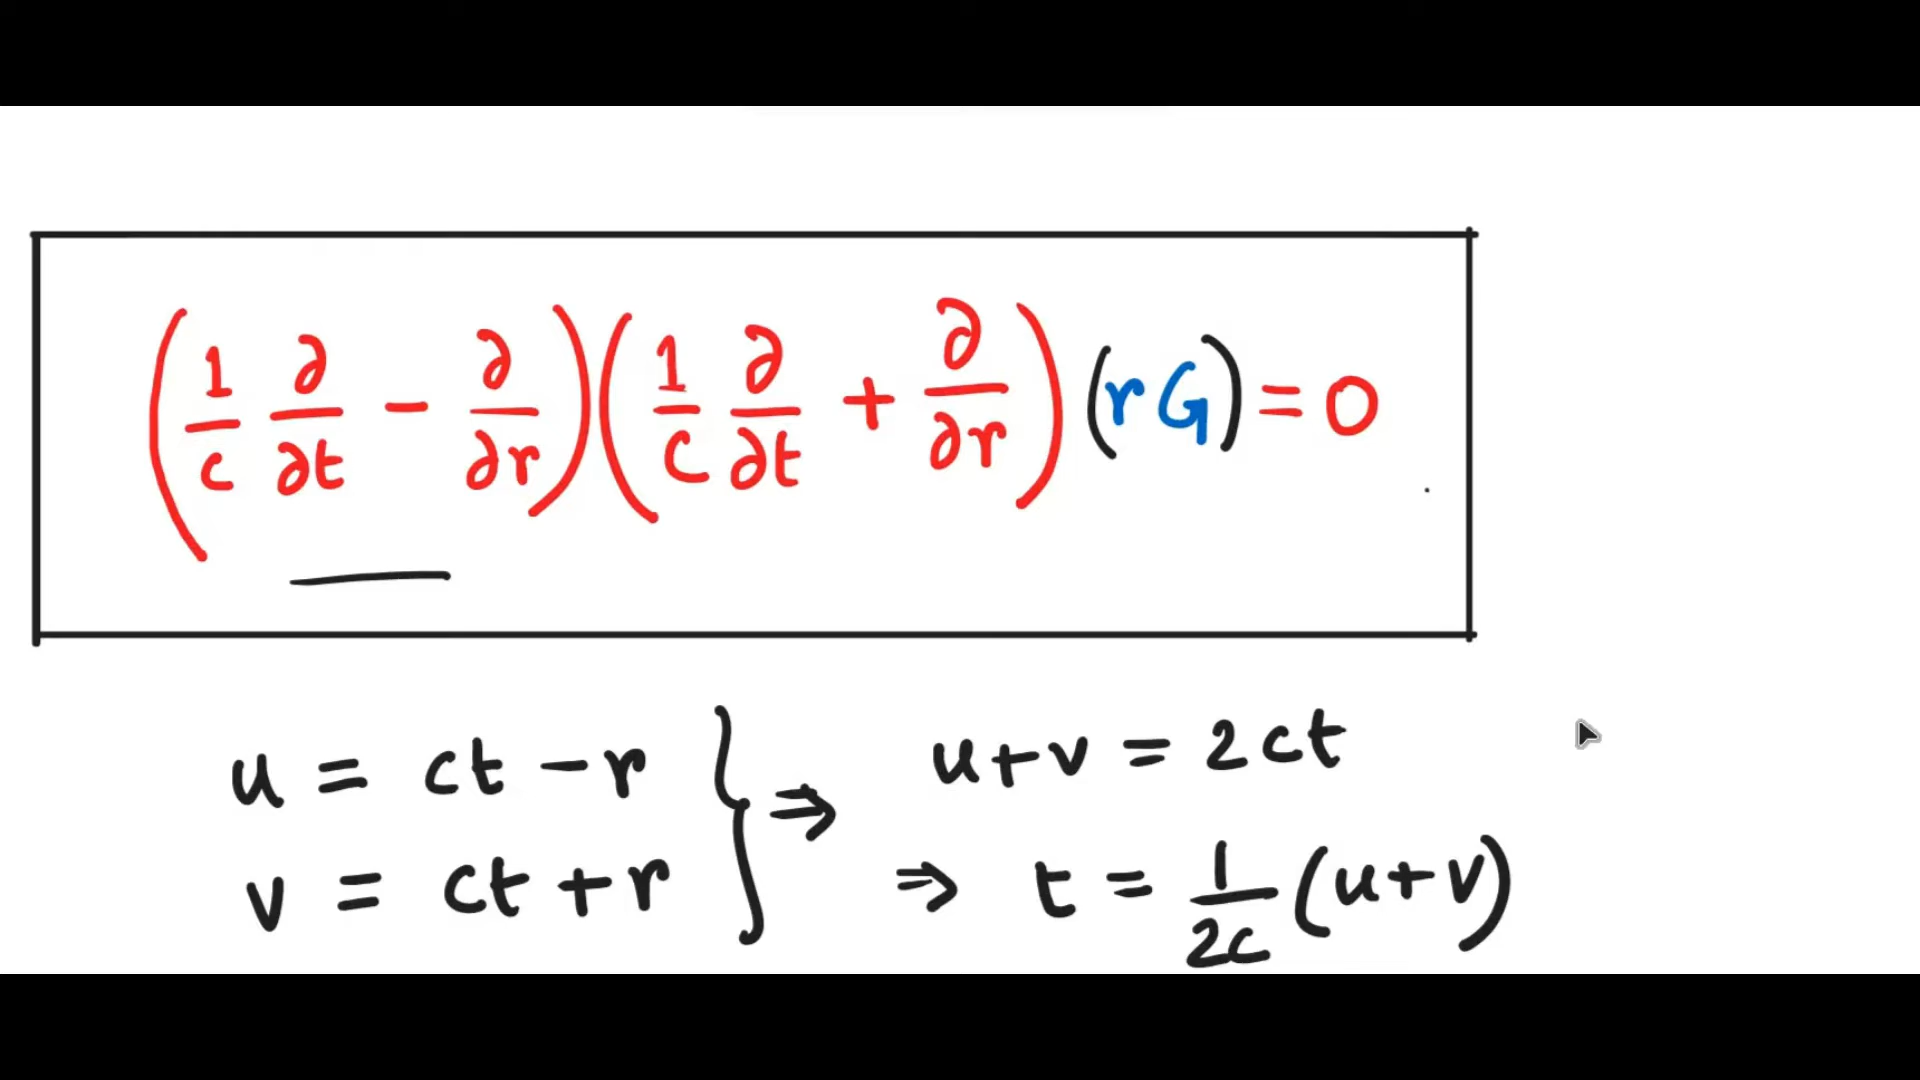 (1/c ∂/∂t − ∂/∂r)(1/c ∂/∂t + ∂/∂r)(rG) = 0
u = ct − r } ⇒ u+v = 2ct
v = ct + r ⇒ t = 1/2c (u+v)